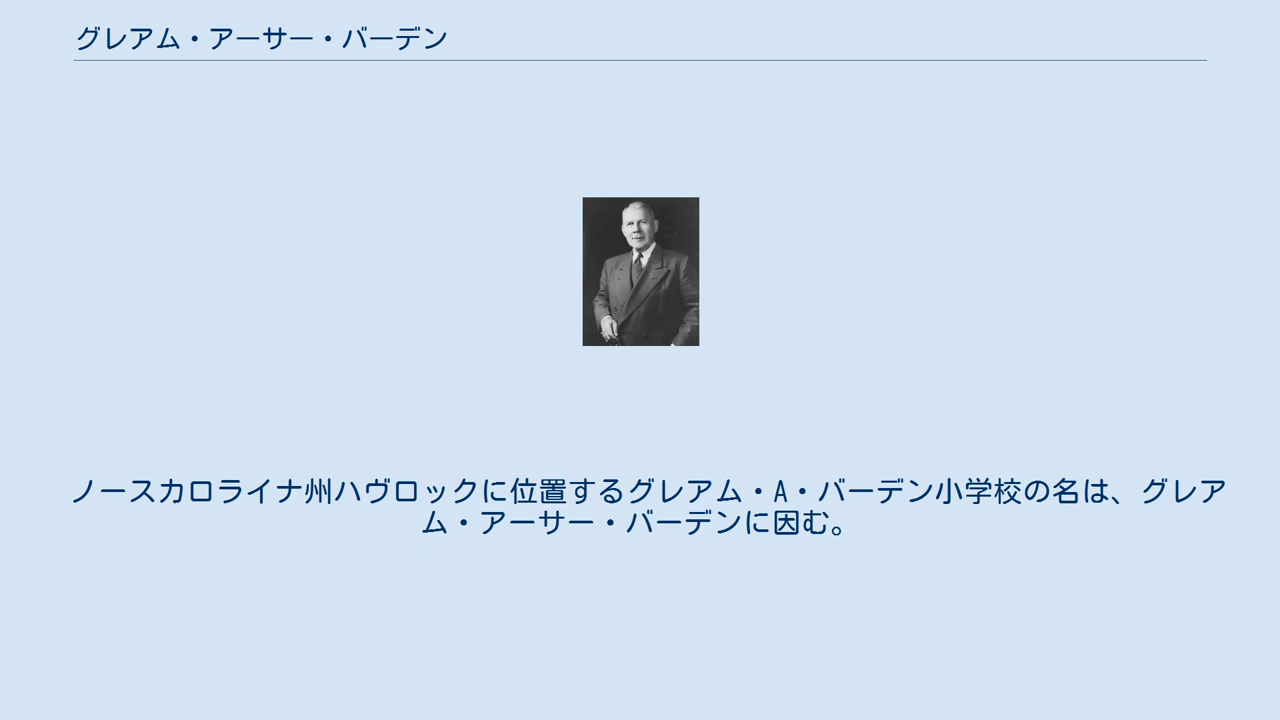 グレアム・アーサー・バーデン
ノースカロライナ州ハヴロックに位置するグレアム・A・バーデン小学校の名は、グレア
ム・アーサー・バーデンに因む。